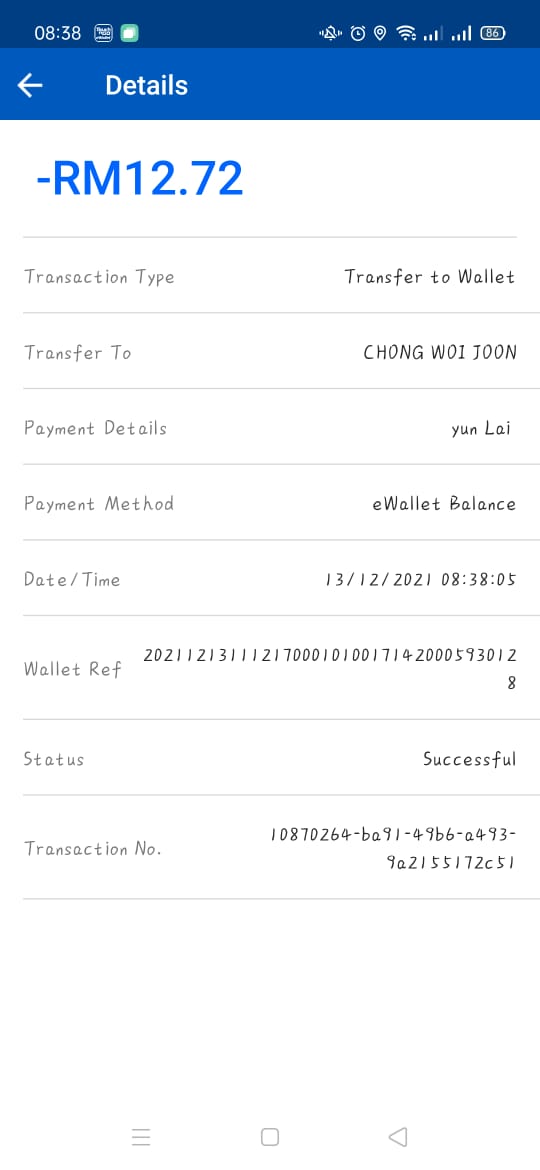 08:38
86
Details
-RM12.72
Transaction Type
Transfer to Wallet
Transfer To
CHONG WOI JOON
Payment Details
yun Lai
Payment Method
eWallet Balance
Date/Time
13/12/2021 08:38:05
Wallet Ref
202112131112170001010017142000593012
8
Status
Successful
Transaction No.
10870264-ba91-49b6-a493-
9a2155172c51